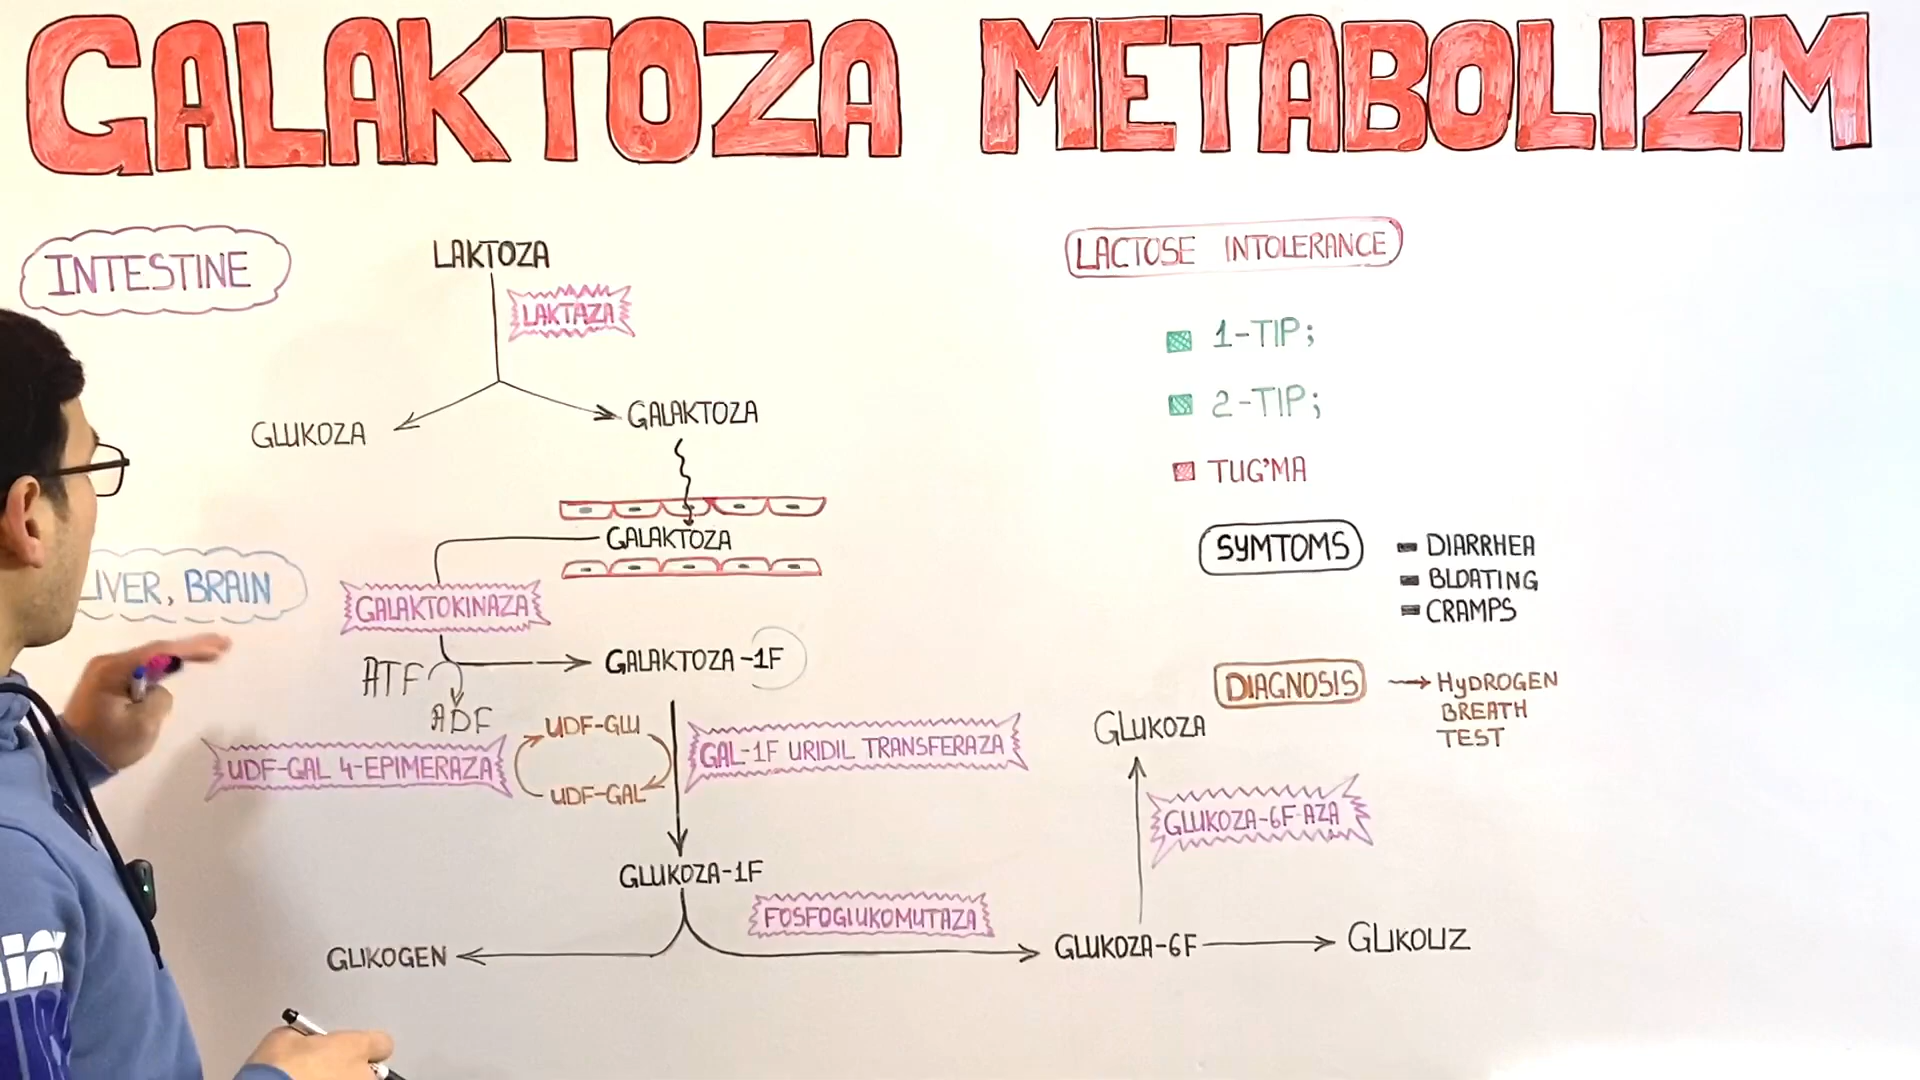 GALAKTOZA METABOLIZM
INTESTINE
LAKTOZA
LAKTAZA
GLUKOZA
GALAKTOZA
GALAKTOZA
LIVER, BRAIN
GALAKTOKINAZA
ATF
ADF
GALAKTOZA-1F
UDF-GLU
UDF-GAL
UDF-GAL 4-EPIMERAZA
GAL-1F URIDIL TRANSFERAZA
GLUKOZA-1F
FOSFOGLUKOMUTAZA
GLIKOGEN
GLUKOZA-6F
GLIKOLIZ
GLUKOZA-6F-AZA
GLUKOZA
LACTOSE INTOLERANCE
1-TIP;
2-TIP;
TUG'MA
SYMTOMS
DIARRHEA
BLOATING
CRAMPS
DIAGNOSIS
HYDROGEN
BREATH
TEST